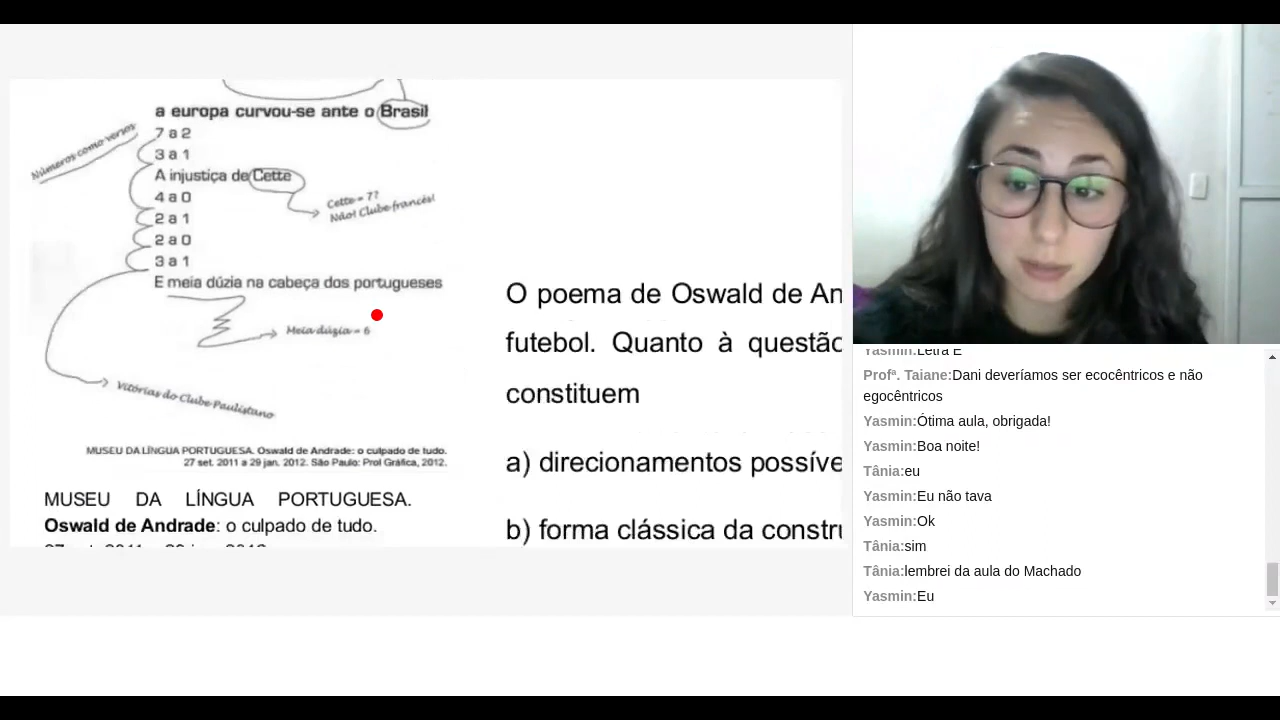 a europa curvou-se ante o Brasil
Números como versos
7 a 2
3 a 1
A injustiça de Cette
4 a 0
Cette = 7?
Não! Clube francês!
2 a 1
2 a 0
3 a 1
E meia dúzia na cabeça dos portugueses
Meia dúzia = 6
Vitórias do Clube Paulistano
MUSEU DA LÍNGUA PORTUGUESA. Oswald de Andrade: o culpado de tudo.
27 set. 2011 a 29 jan. 2012. São Paulo: Prol Gráfica, 2012.
MUSEU DA LÍNGUA PORTUGUESA.
Oswald de Andrade: o culpado de tudo.
O poema de Oswald de An
futebol. Quanto à questão
constituem
a) direcionamentos possíve
b) forma clássica da constru
Yasmin:Letra E
Profª. Taiane:Dani deveríamos ser ecocêntricos e não
egocêntricos
Yasmin:Ótima aula, obrigada!
Yasmin:Boa noite!
Tânia:eu
Yasmin:Eu não tava
Yasmin:Ok
Tânia:sim
Tânia:lembrei da aula do Machado
Yasmin:Eu